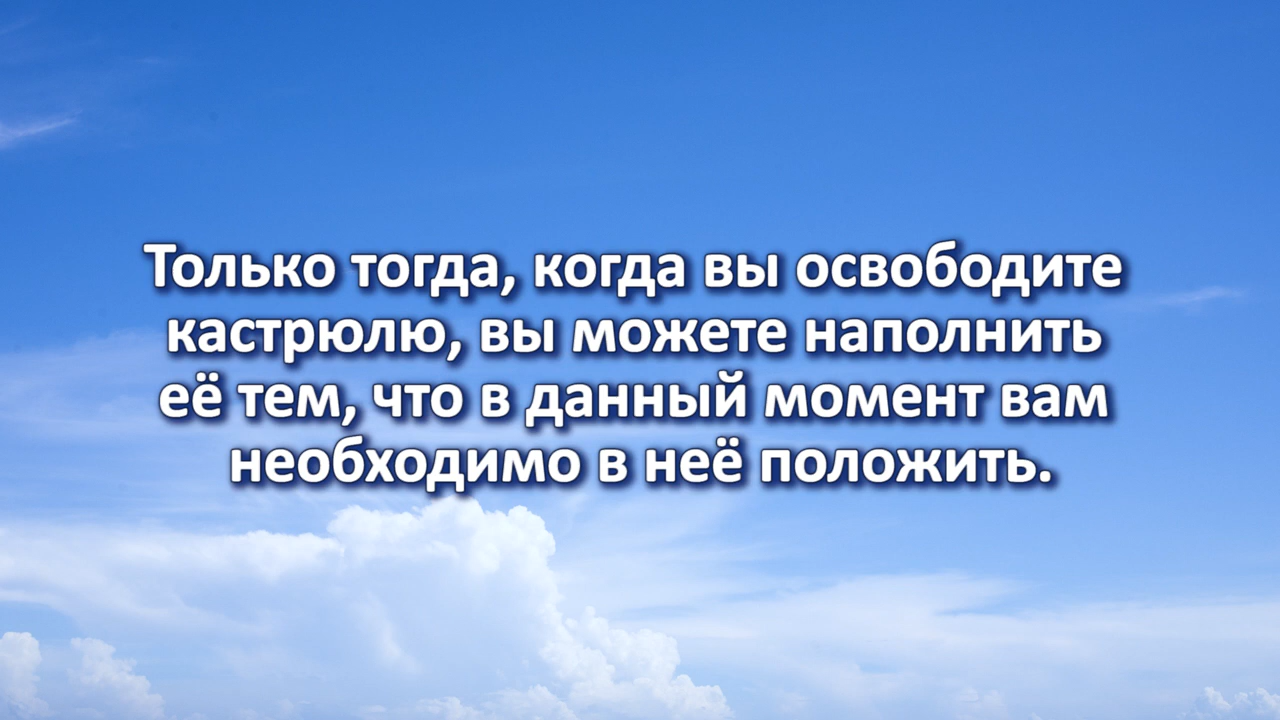 Только тогда, когда вы освободите
кастрюлю, вы можете наполнить
её тем, что в данный момент вам
необходимо в неё положить.